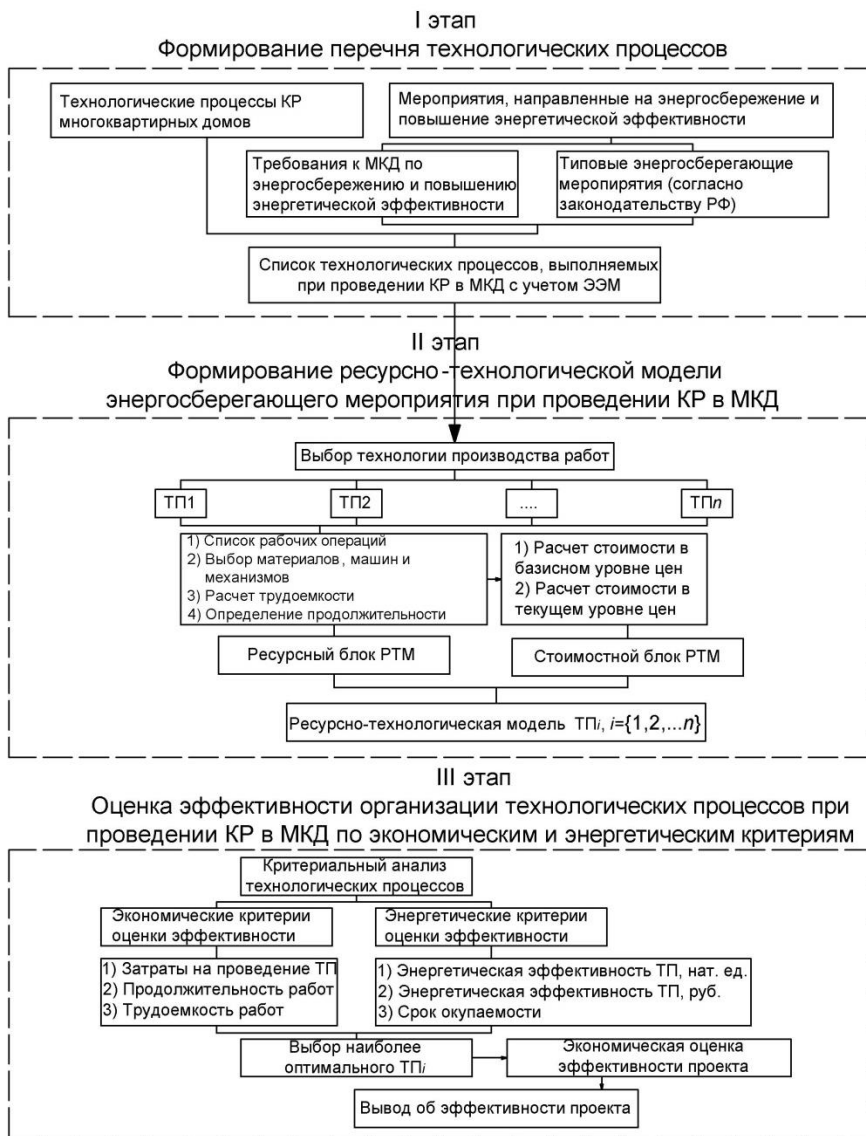 I этап
Формирование перечня технологических процессов
Технологические процессы КР
многоквартирных домов
Мероприятия, направленные на энергосбережение и
повышение энергетической эффективности
Требования к МКД по
энергосбережению и повышению
энергетической эффективности
Типовые энергосберегающие
меропирятия (согласно
законодательству РФ)
Список технологических процессов, выполняемых
при проведении КР в МКД с учетом ЭЭМ
II этап
Формирование ресурсно-технологической модели
энергосберегающего мероприятия при проведении КР в МКД
Выбор технологии производства работ
ТП1
ТП2
....
ТПn
1) Список рабочих операций
2) Выбор материалов, машин и
механизмов
3) Расчет трудоемкости
4) Определение продолжительности
1) Расчет стоимости в
базисном уровне цен
2) Расчет стоимости в
текущем уровне цен
Ресурсный блок РТМ
Стоимостной блок РТМ
Ресурсно-технологическая модель ТПi, i={1,2,...n}
III этап
Оценка эффективности организации технологических процессов при
проведении КР в МКД по экономическим и энергетическим критериям
Критериальный анализ
технологических процессов
Экономические критерии
оценки эффективности
Энергетические критерии
оценки эффективности
1) Затраты на проведение ТП
2) Продолжительность работ
3) Трудоемкость работ
1) Энергетическая эффективность ТП, нат. ед.
2) Энергетическая эффективность ТП, руб.
3) Срок окупаемости
Выбор наиболее
оптимального ТПi
Экономическая оценка
эффективности проекта
Вывод об эффективности проекта